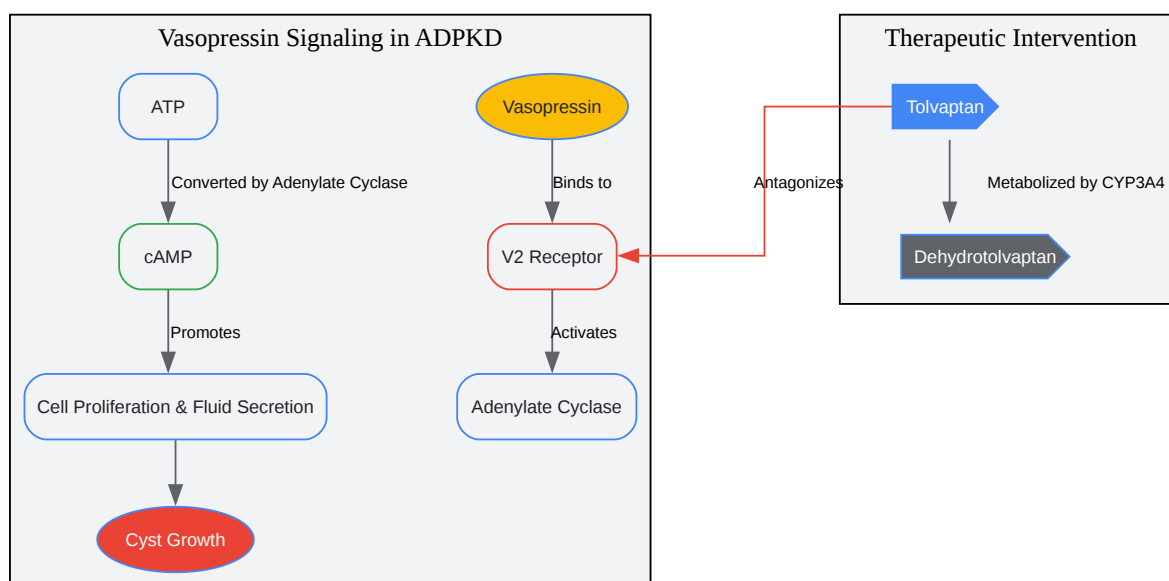 Vasopressin Signaling in ADPKD
ATP
Converted by Adenylate Cyclase
cAMP
Promotes
Cell Proliferation & Fluid Secretion
Cyst Growth
Vasopressin
Binds to
V2 Receptor
Activates
Adenylate Cyclase
Antagonizes
Therapeutic Intervention
Tolvaptan
Metabolized by CYP3A4
Dehydrotolvaptan